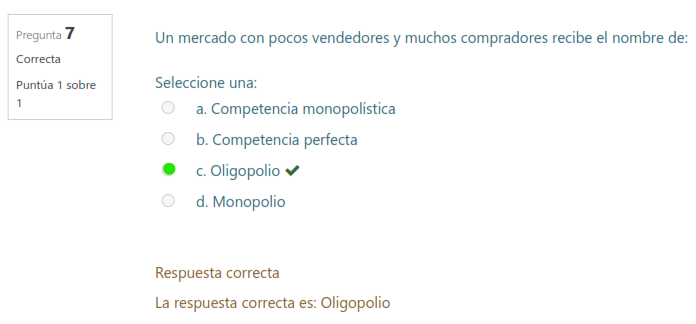 Pregunta 7
Correcta
Puntúa 1 sobre
1
Un mercado con pocos vendedores y muchos compradores recibe el nombre de:
Seleccione una:
a. Competencia monopolística
b. Competencia perfecta
c. Oligopolio ✔
d. Monopolio
Respuesta correcta
La respuesta correcta es: Oligopolio